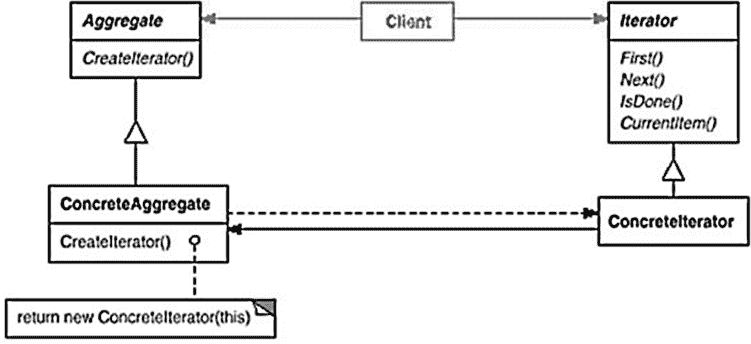 Aggregate
CreateIterator()
Client
Iterator
First()
Next()
IsDone()
CurrentItem()
ConcreteAggregate
CreateIterator()
ConcreteIterator
return new ConcreteIterator(this)